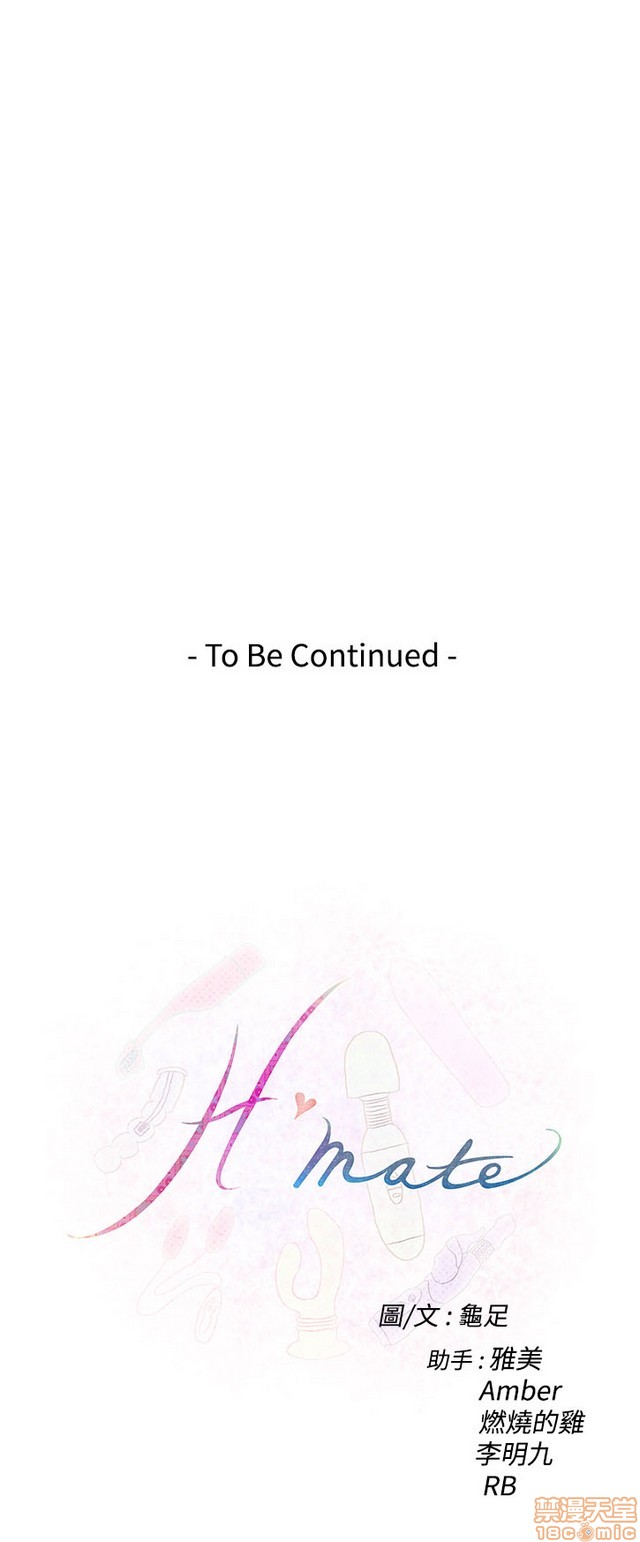 - To Be Continued -
H·mate
圖/文 : 龜足
助手 : 雅美
Amber
燃燒的雞
李明九
RB
禁漫天堂
18comic